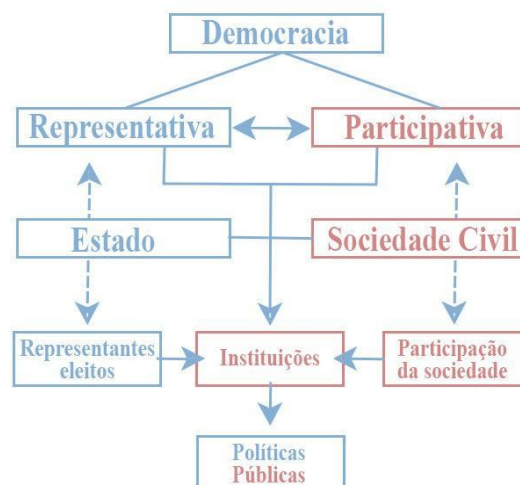 Democracia
Representativa
Participativa
Estado
Sociedade Civil
Representantes
eleitos
Instituições
Participação
da sociedade
Políticas
Públicas